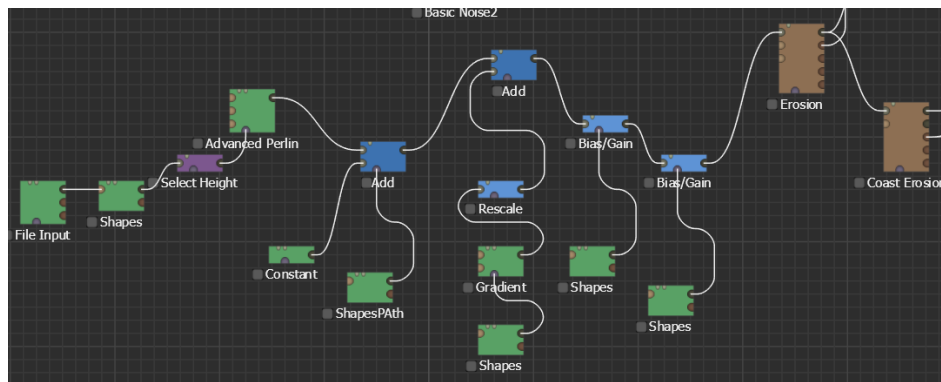 Basic Noise2
Add
Erosion
Advanced Perlin
Bias/Gain
Select Height
Add
Bias/Gain
Coast Erosion
File Input
Shapes
Rescale
Constant
ShapesPAth
Gradient
Shapes
Shapes
Shapes